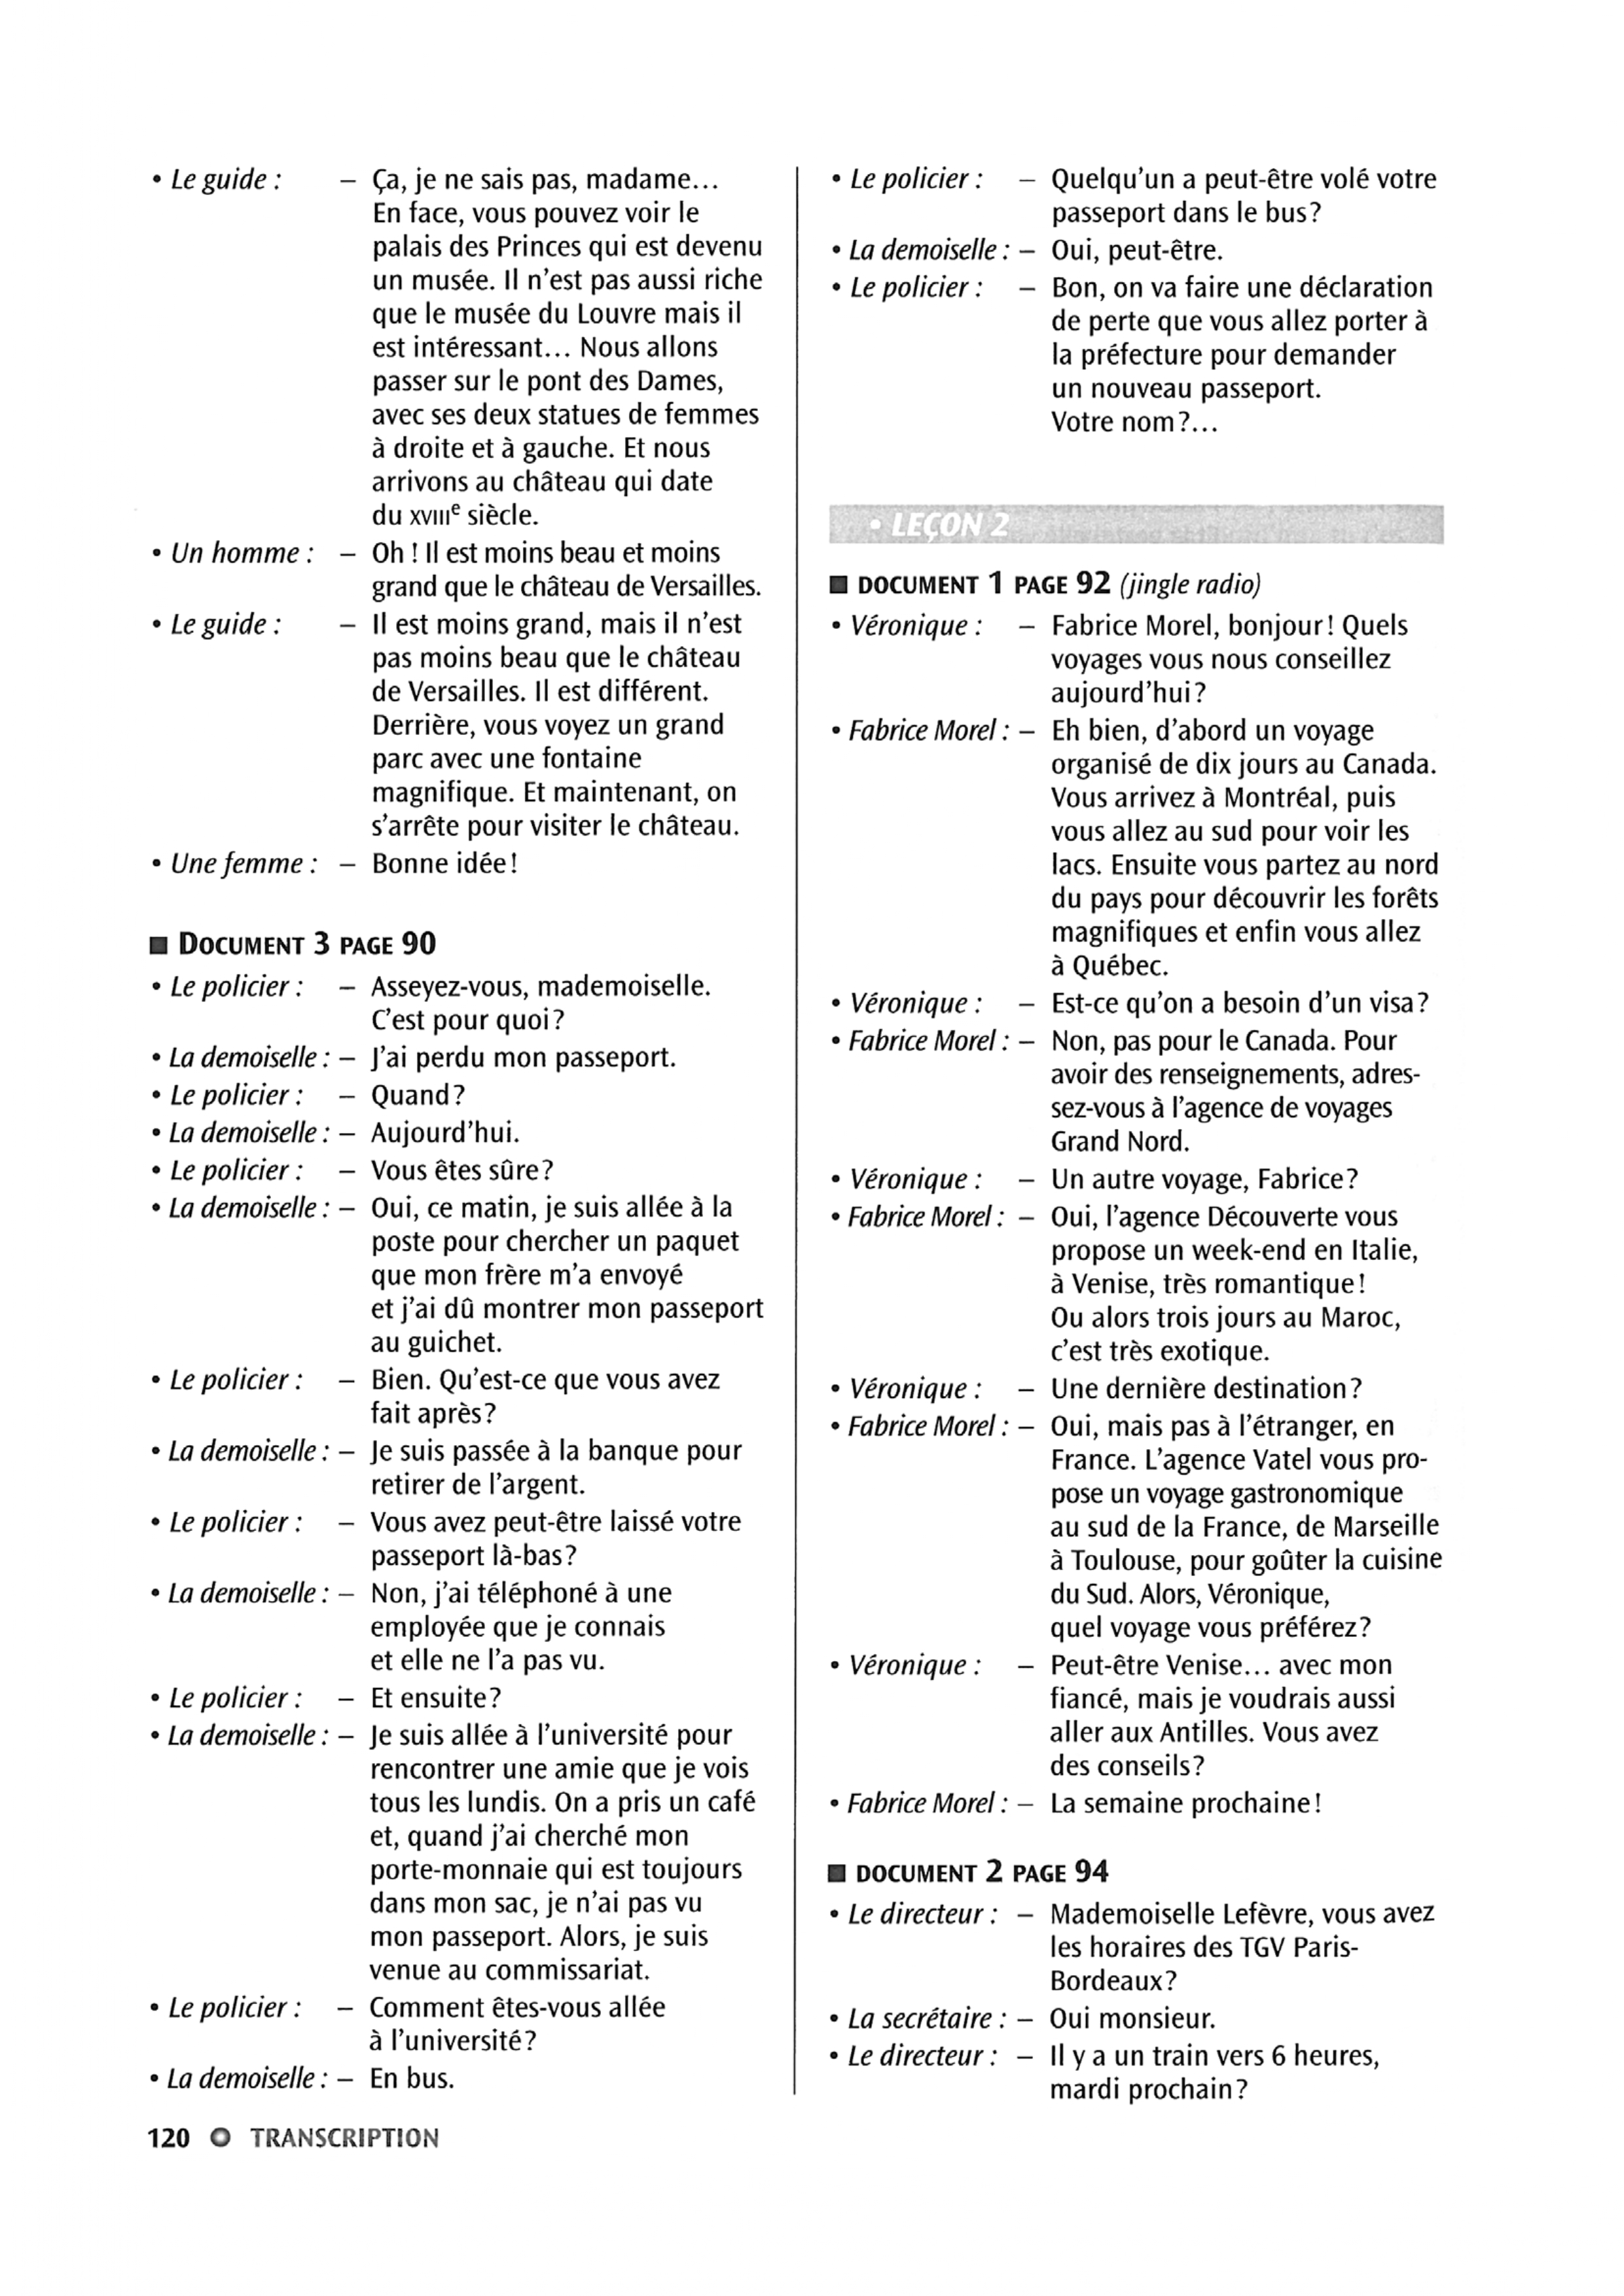 • Le guide : – Ça, je ne sais pas, madame...
En face, vous pouvez voir le
palais des Princes qui est devenu
un musée. Il n'est pas aussi riche
que le musée du Louvre mais il
est intéressant... Nous allons
passer sur le pont des Dames,
avec ses deux statues de femmes
à droite et à gauche. Et nous
arrivons au château qui date
du XVIIIe siècle.
• Un homme : – Oh ! Il est moins beau et moins
grand que le château de Versailles.
• Le guide : – Il est moins grand, mais il n'est
pas moins beau que le château
de Versailles. Il est différent.
Derrière, vous voyez un grand
parc avec une fontaine
magnifique. Et maintenant, on
s'arrête pour visiter le château.
• Une femme : – Bonne idée !
■ DOCUMENT 3 PAGE 90
• Le policier : – Asseyez-vous, mademoiselle.
C'est pour quoi ?
• La demoiselle : – J'ai perdu mon passeport.
• Le policier : – Quand ?
• La demoiselle : – Aujourd'hui.
• Le policier : – Vous êtes sûre ?
• La demoiselle : – Oui, ce matin, je suis allée à la
poste pour chercher un paquet
que mon frère m'a envoyé
et j'ai dû montrer mon passeport
au guichet.
• Le policier : – Bien. Qu'est-ce que vous avez
fait après ?
• La demoiselle : – Je suis passée à la banque pour
retirer de l'argent.
• Le policier : – Vous avez peut-être laissé votre
passeport là-bas ?
• La demoiselle : – Non, j'ai téléphoné à une
employée que je connais
et elle ne l'a pas vu.
• Le policier : – Et ensuite ?
• La demoiselle : – Je suis allée à l'université pour
rencontrer une amie que je vois
tous les lundis. On a pris un café
et, quand j'ai cherché mon
porte-monnaie qui est toujours
dans mon sac, je n'ai pas vu
mon passeport. Alors, je suis
venue au commissariat.
• Le policier : – Comment êtes-vous allée
à l'université ?
• La demoiselle : – En bus.
• Le policier : – Quelqu'un a peut-être volé votre
passeport dans le bus ?
• La demoiselle : – Oui, peut-être.
• Le policier : – Bon, on va faire une déclaration
de perte que vous allez porter à
la préfecture pour demander
un nouveau passeport.
Votre nom ?...
• LEÇON 2
■ DOCUMENT 1 PAGE 92 (jingle radio)
• Véronique : – Fabrice Morel, bonjour ! Quels
voyages vous nous conseillez
aujourd'hui ?
• Fabrice Morel : – Eh bien, d'abord un voyage
organisé de dix jours au Canada.
Vous arrivez à Montréal, puis
vous allez au sud pour voir les
lacs. Ensuite vous partez au nord
du pays pour découvrir les forêts
magnifiques et enfin vous allez
à Québec.
• Véronique : – Est-ce qu'on a besoin d'un visa ?
• Fabrice Morel : – Non, pas pour le Canada. Pour
avoir des renseignements, adres-
sez-vous à l'agence de voyages
Grand Nord.
• Véronique : – Un autre voyage, Fabrice ?
• Fabrice Morel : – Oui, l'agence Découverte vous
propose un week-end en Italie,
à Venise, très romantique !
Ou alors trois jours au Maroc,
c'est très exotique.
• Véronique : – Une dernière destination ?
• Fabrice Morel : – Oui, mais pas à l'étranger, en
France. L'agence Vatel vous pro-
pose un voyage gastronomique
au sud de la France, de Marseille
à Toulouse, pour goûter la cuisine
du Sud. Alors, Véronique,
quel voyage vous préférez ?
• Véronique : – Peut-être Venise... avec mon
fiancé, mais je voudrais aussi
aller aux Antilles. Vous avez
des conseils ?
• Fabrice Morel : – La semaine prochaine !
■ DOCUMENT 2 PAGE 94
• Le directeur : – Mademoiselle Lefèvre, vous avez
les horaires des TGV Paris-
Bordeaux ?
• La secrétaire : – Oui monsieur.
• Le directeur : – Il y a un train vers 6 heures,
mardi prochain ?
120 TRANSCRIPTION